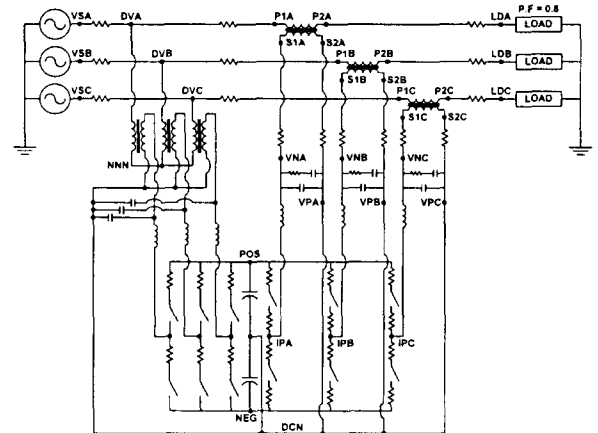 P.F = 0.8
VSA DVA P1A P2A LDA LOAD
S1A S2A
VSB DVB P1B P2B LDB LOAD
S1B S2B
VSC DVC P1C P2C LDC LOAD
S1C S2C
NNN VNA VNB VNC
VPA VPB VPC
POS
IPA IPB IPC
NEG
DCN